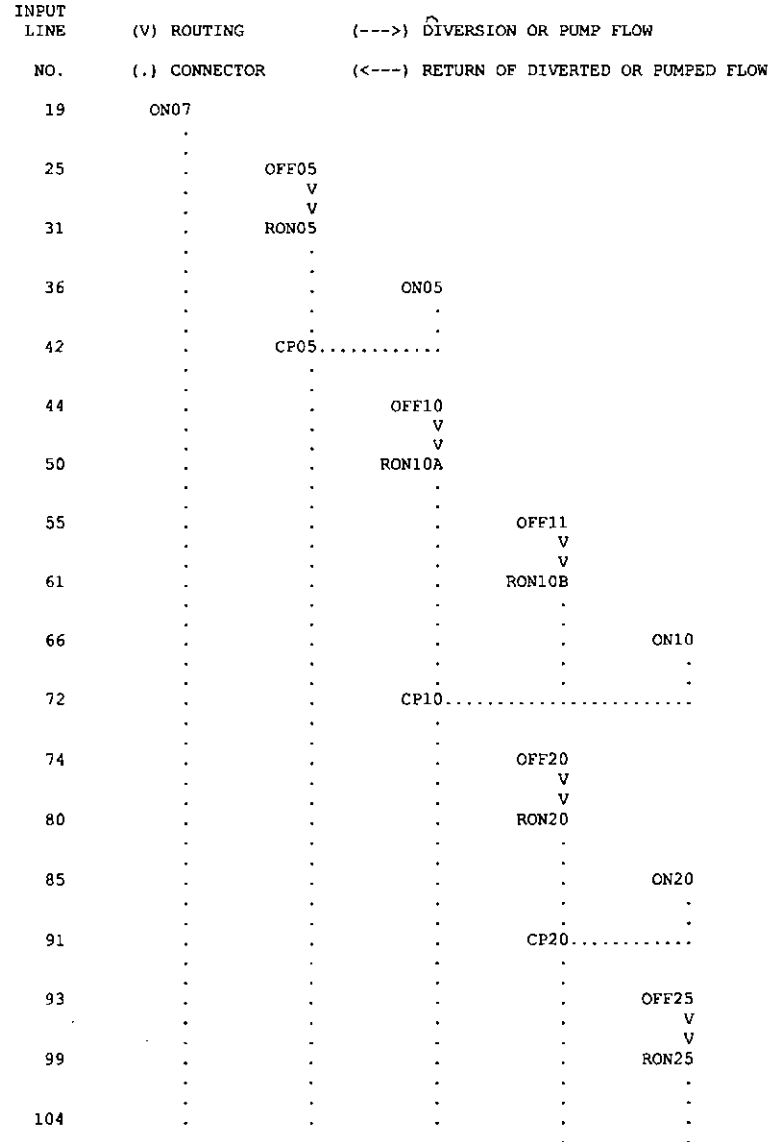 INPUT
LINE (V) ROUTING (--->) DIVERSION OR PUMP FLOW
NO. (.) CONNECTOR (<---) RETURN OF DIVERTED OR PUMPED FLOW
19 ON07
. 
. 
25 . OFF05
. V
. V
31 . RON05
. .
. .
36 . . ON05
. . .
. . .
42 . CP05............
. .
. .
44 . . OFF10
. . V
. . V
50 . . RON10A
. . .
. . .
55 . . . OFF11
. . . V
. . . V
61 . . . RON10B
. . . .
. . . .
66 . . . . ON10
. . . . .
. . . . .
72 . . CP10........................
. . .
. . .
74 . . . OFF20
. . . V
. . . V
80 . . . RON20
. . . .
. . . .
85 . . . . ON20
. . . . .
. . . . .
91 . . . CP20............
. . . .
. . . .
93 . . . . OFF25
. . . . V
. . . . V
99 . . . . RON25
. . . . .
. . . . .
104 . . . . .
. .